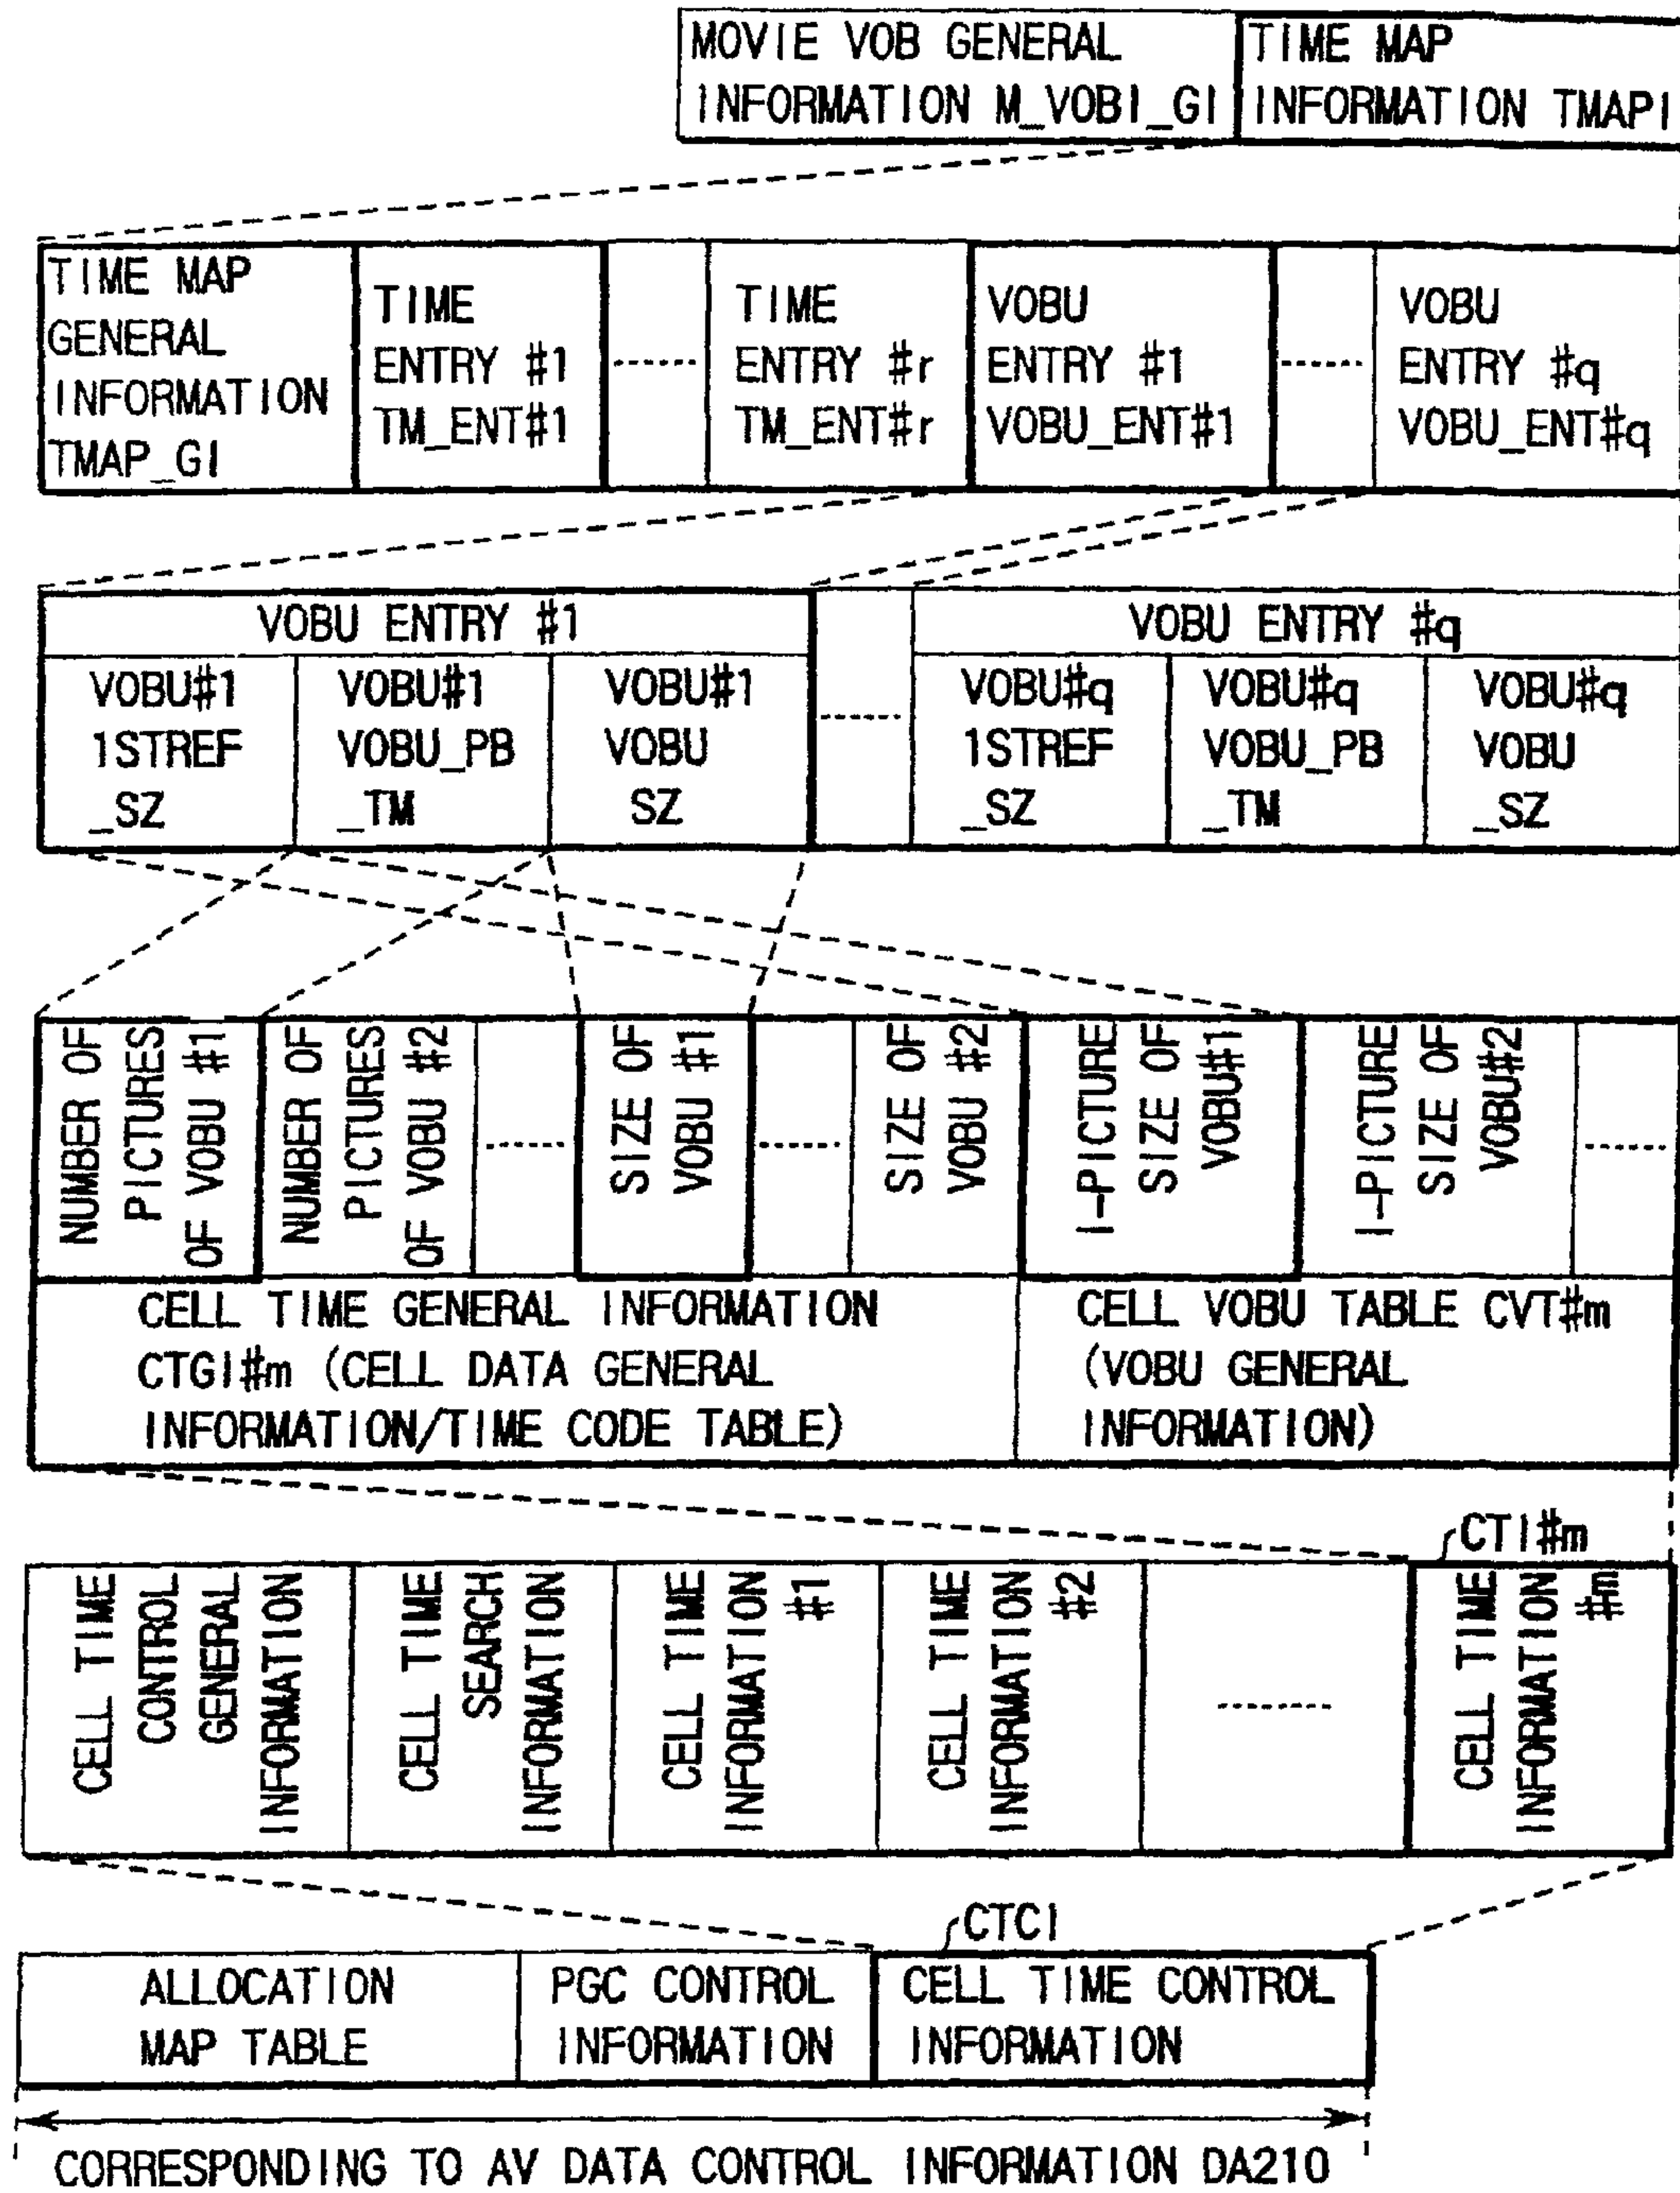 MOVIE VOB GENERAL
INFORMATION M_VOBI_GI
TIME MAP
INFORMATION TMAPI
TIME MAP
GENERAL
INFORMATION
TMAP_GI
TIME
ENTRY #1
TM_ENT#1
TIME
ENTRY #r
TM_ENT#r
VOBU
ENTRY #1
VOBU_ENT#1
VOBU
ENTRY #q
VOBU_ENT#q
VOBU ENTRY #1
VOBU#1
1STREF
_SZ
VOBU#1
VOBU_PB
_TM
VOBU#1
VOBU
SZ
VOBU ENTRY #q
VOBU#q
1STREF
_SZ
VOBU#q
VOBU_PB
_TM
VOBU#q
VOBU
_SZ
NUMBER OF
PICTURES
OF VOBU #1
NUMBER OF
PICTURES
OF VOBU #2
SIZE OF
VOBU #1
SIZE OF
VOBU #2
I-PICTURE
SIZE OF
VOBU#1
I-PICTURE
SIZE OF
VOBU#2
CELL TIME GENERAL INFORMATION
CTGI#m (CELL DATA GENERAL
INFORMATION/TIME CODE TABLE)
CELL VOBU TABLE CVT#m
(VOBU GENERAL
INFORMATION)
CTI#m
CELL TIME
CONTROL
GENERAL
INFORMATION
CELL TIME
SEARCH
INFORMATION
CELL TIME
INFORMATION
#1
CELL TIME
INFORMATION
#2
CELL TIME
INFORMATION
#m
CTCI
ALLOCATION
MAP TABLE
PGC CONTROL
INFORMATION
CELL TIME CONTROL
INFORMATION
CORRESPONDING TO AV DATA CONTROL INFORMATION DA210